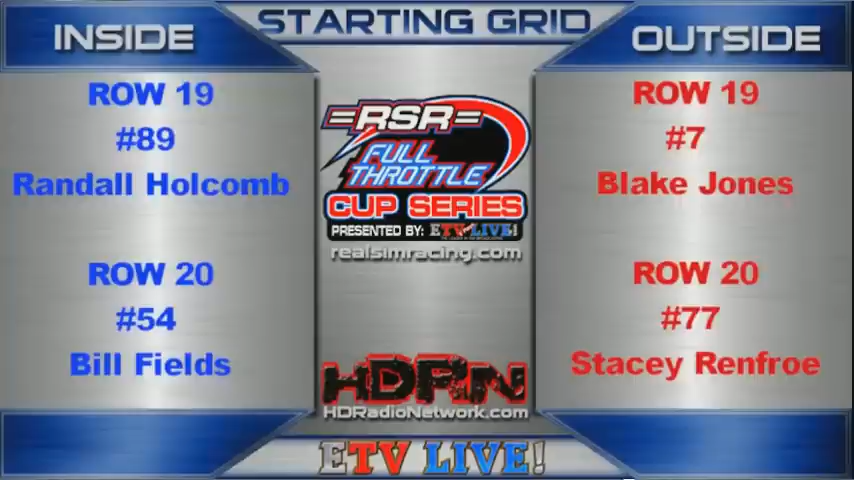 STARTING GRID
INSIDE
OUTSIDE
ROW 19
#89
Randall Holcomb
ROW 20
#54
Bill Fields
RSR
FULL
THROTTLE
CUP SERIES
PRESENTED BY: ETV LIVE!
realsimracing.com
HDRN
HDRadioNetwork.com
ROW 19
#7
Blake Jones
ROW 20
#77
Stacey Renfroe
ETV LIVE!